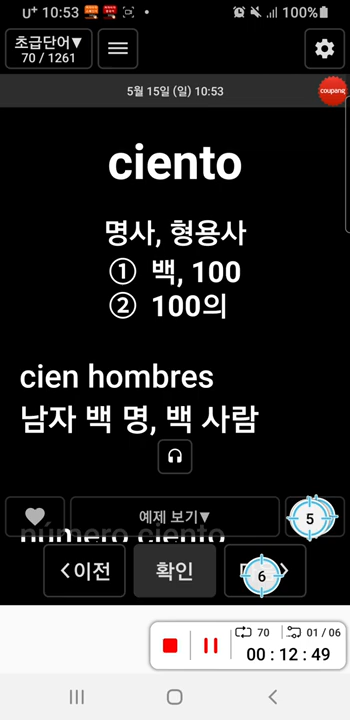 U⁺ 10:53 100%
초급단어▼
70 / 1261
5월 15일 (일) 10:53
coupang
ciento
명사, 형용사
① 백, 100
② 100의
cien hombres
남자 백 명, 백 사람
número ciento
예제 보기▼
5
<이전
확인
6
70 01 / 06
00 : 12 : 49